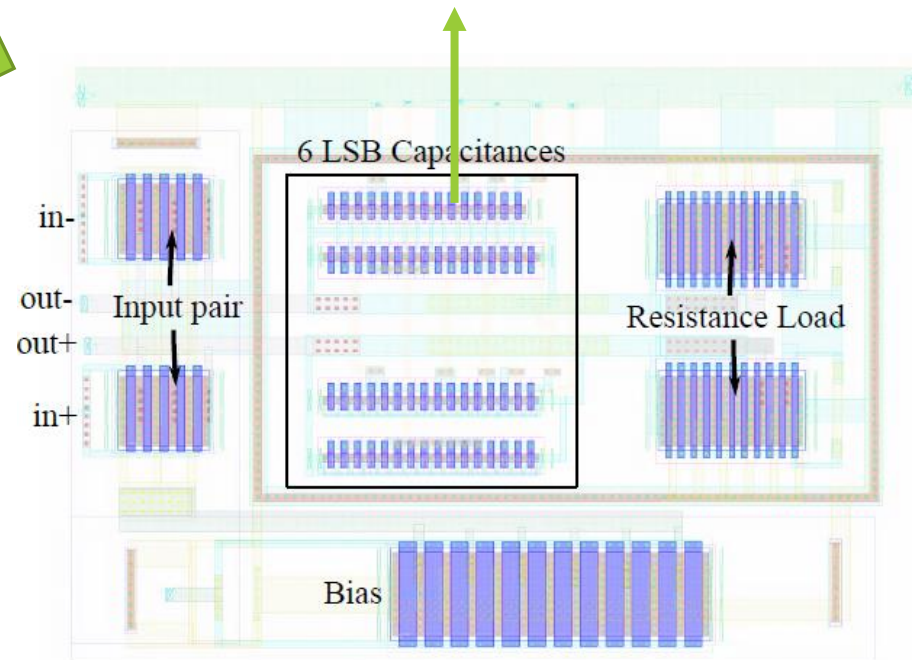 6 LSB Capacitances
in-
out-
Input pair
Resistance Load
out+
in+
Bias